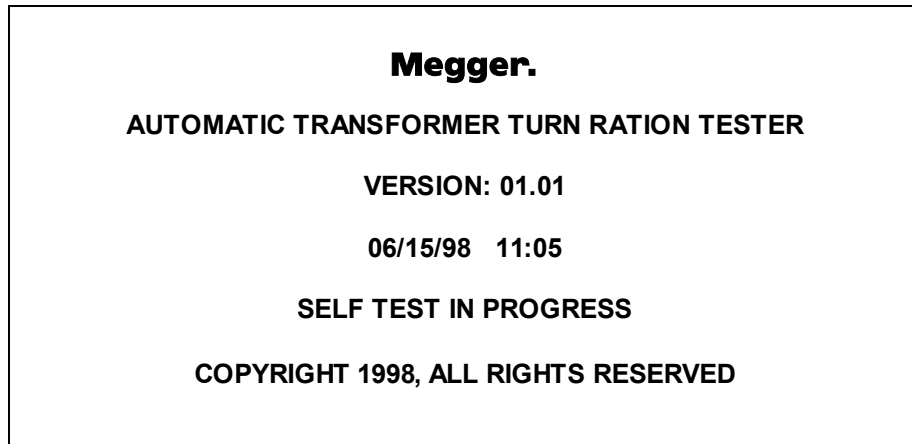 Megger.
AUTOMATIC TRANSFORMER TURN RATION TESTER
VERSION: 01.01
06/15/98 11:05
SELF TEST IN PROGRESS
COPYRIGHT 1998, ALL RIGHTS RESERVED